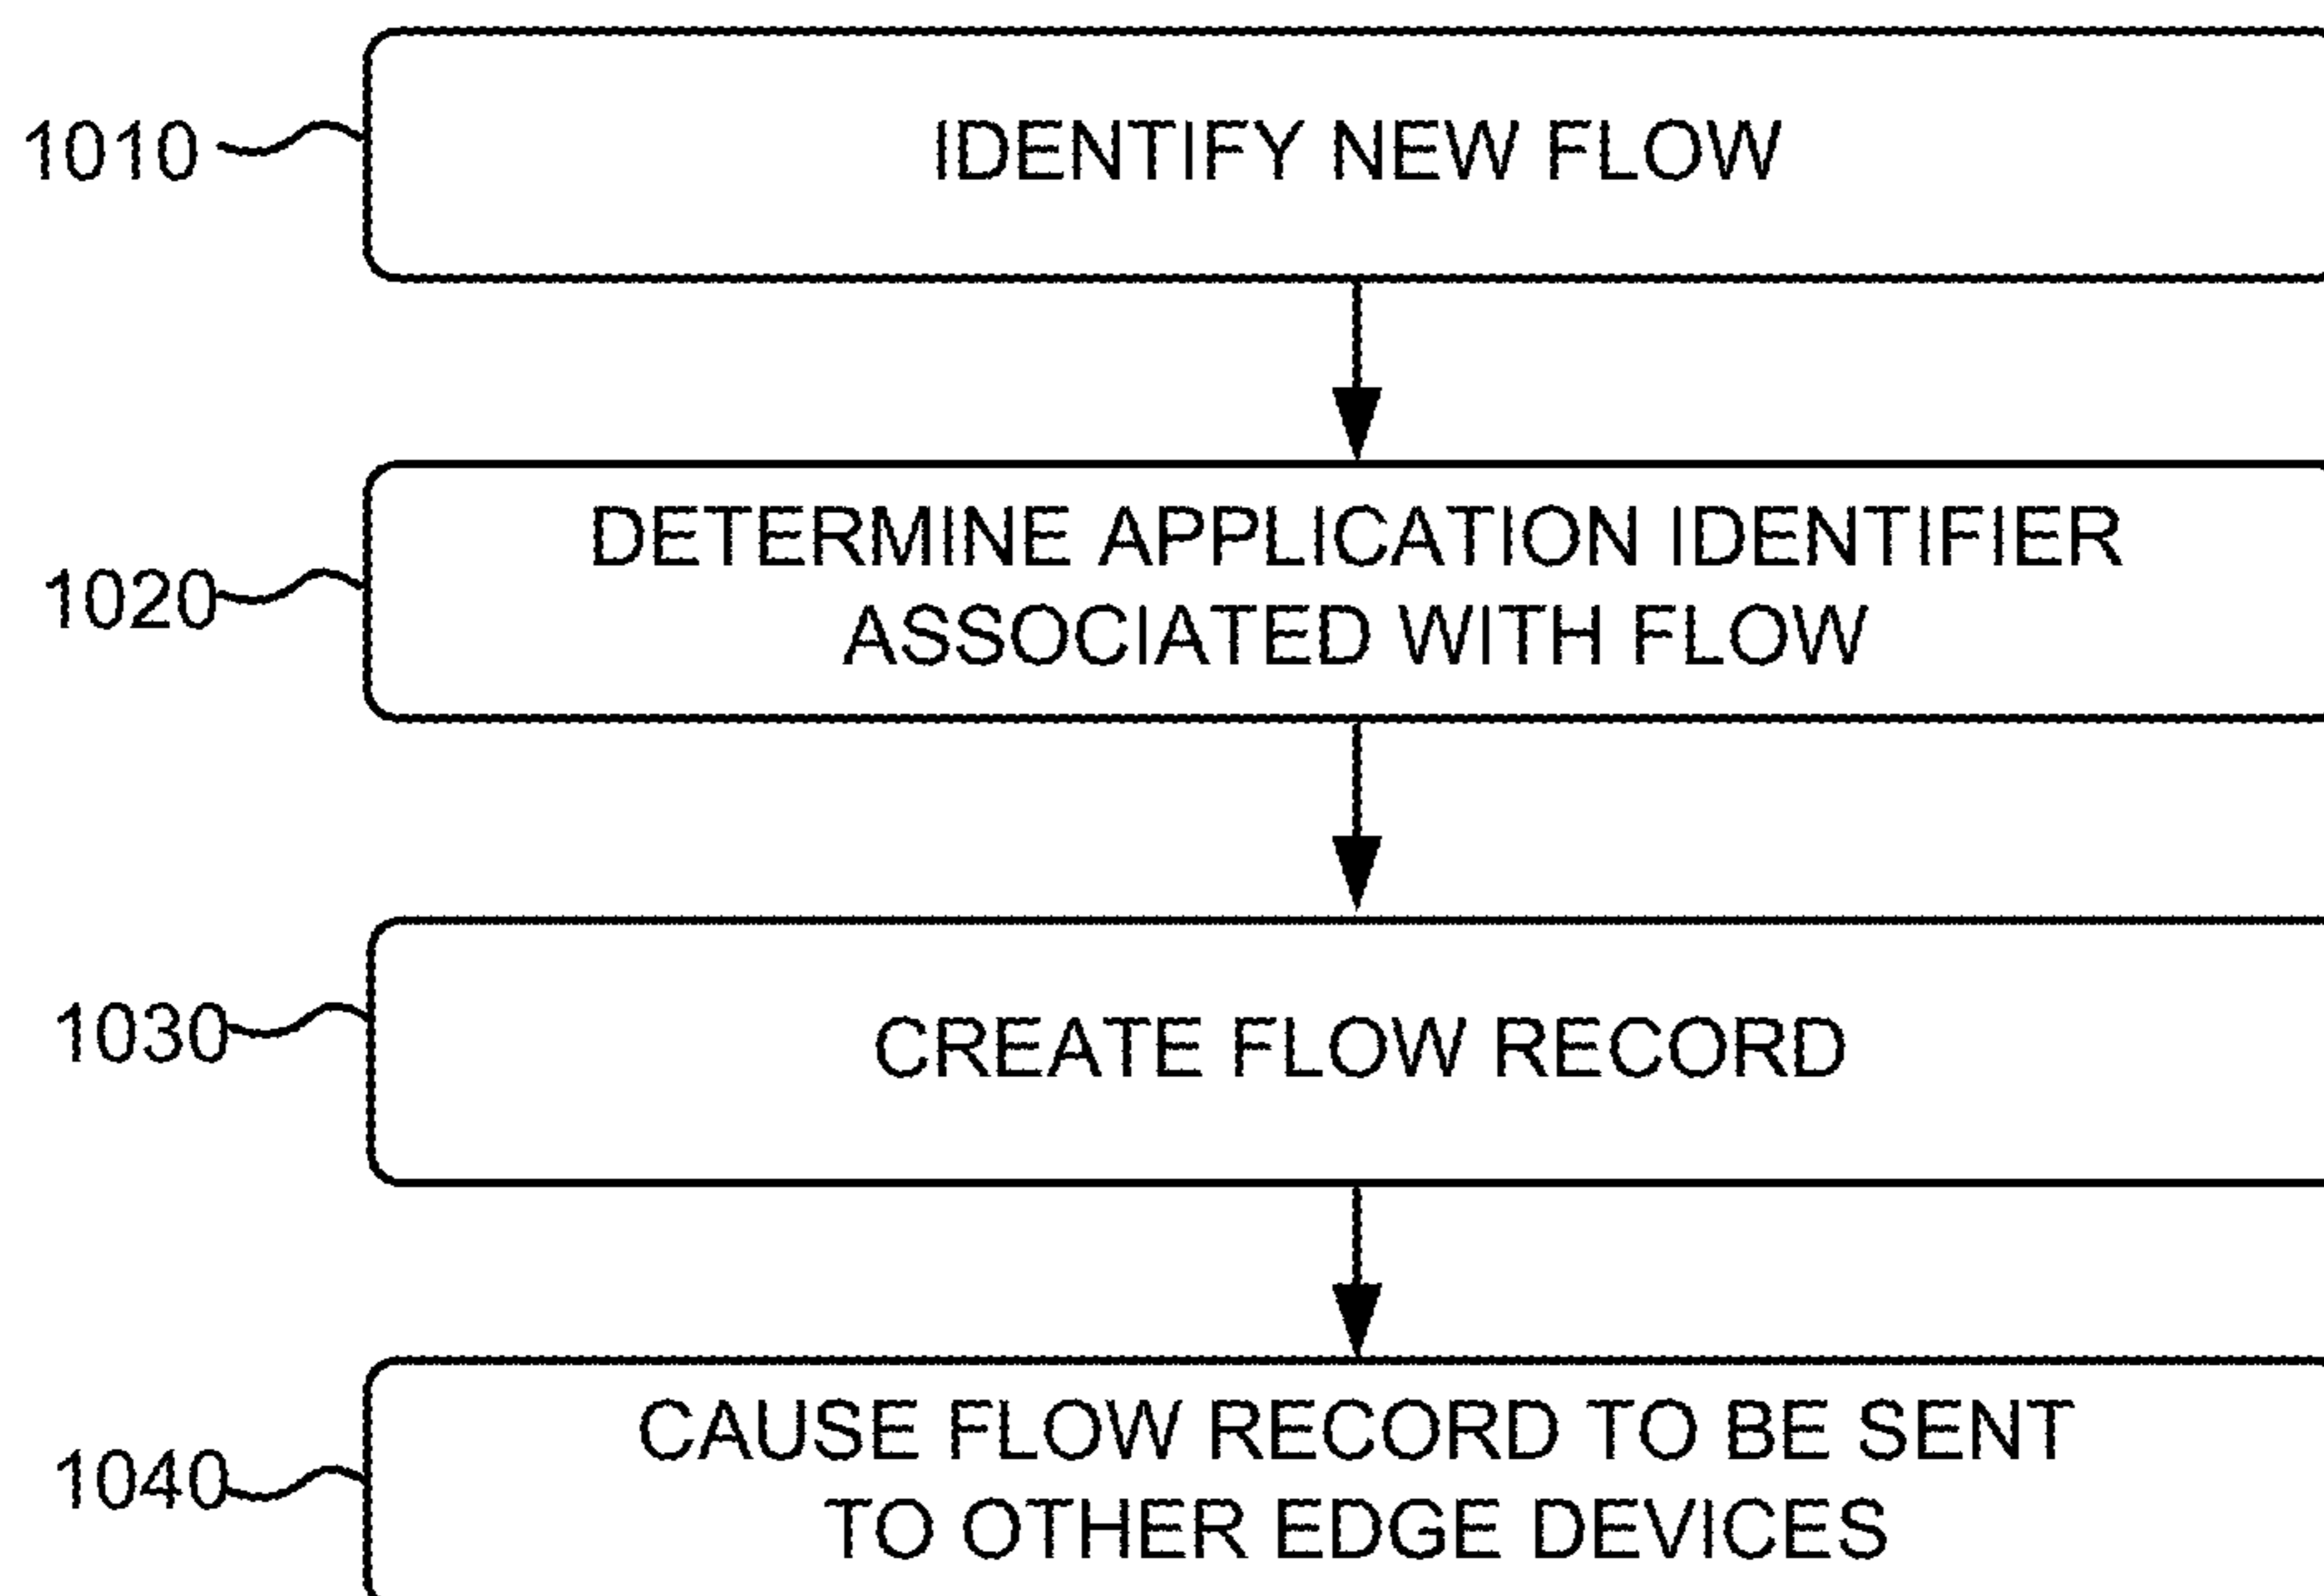 1010
IDENTIFY NEW FLOW
1020
DETERMINE APPLICATION IDENTIFIER
ASSOCIATED WITH FLOW
1030
CREATE FLOW RECORD
1040
CAUSE FLOW RECORD TO BE SENT
TO OTHER EDGE DEVICES